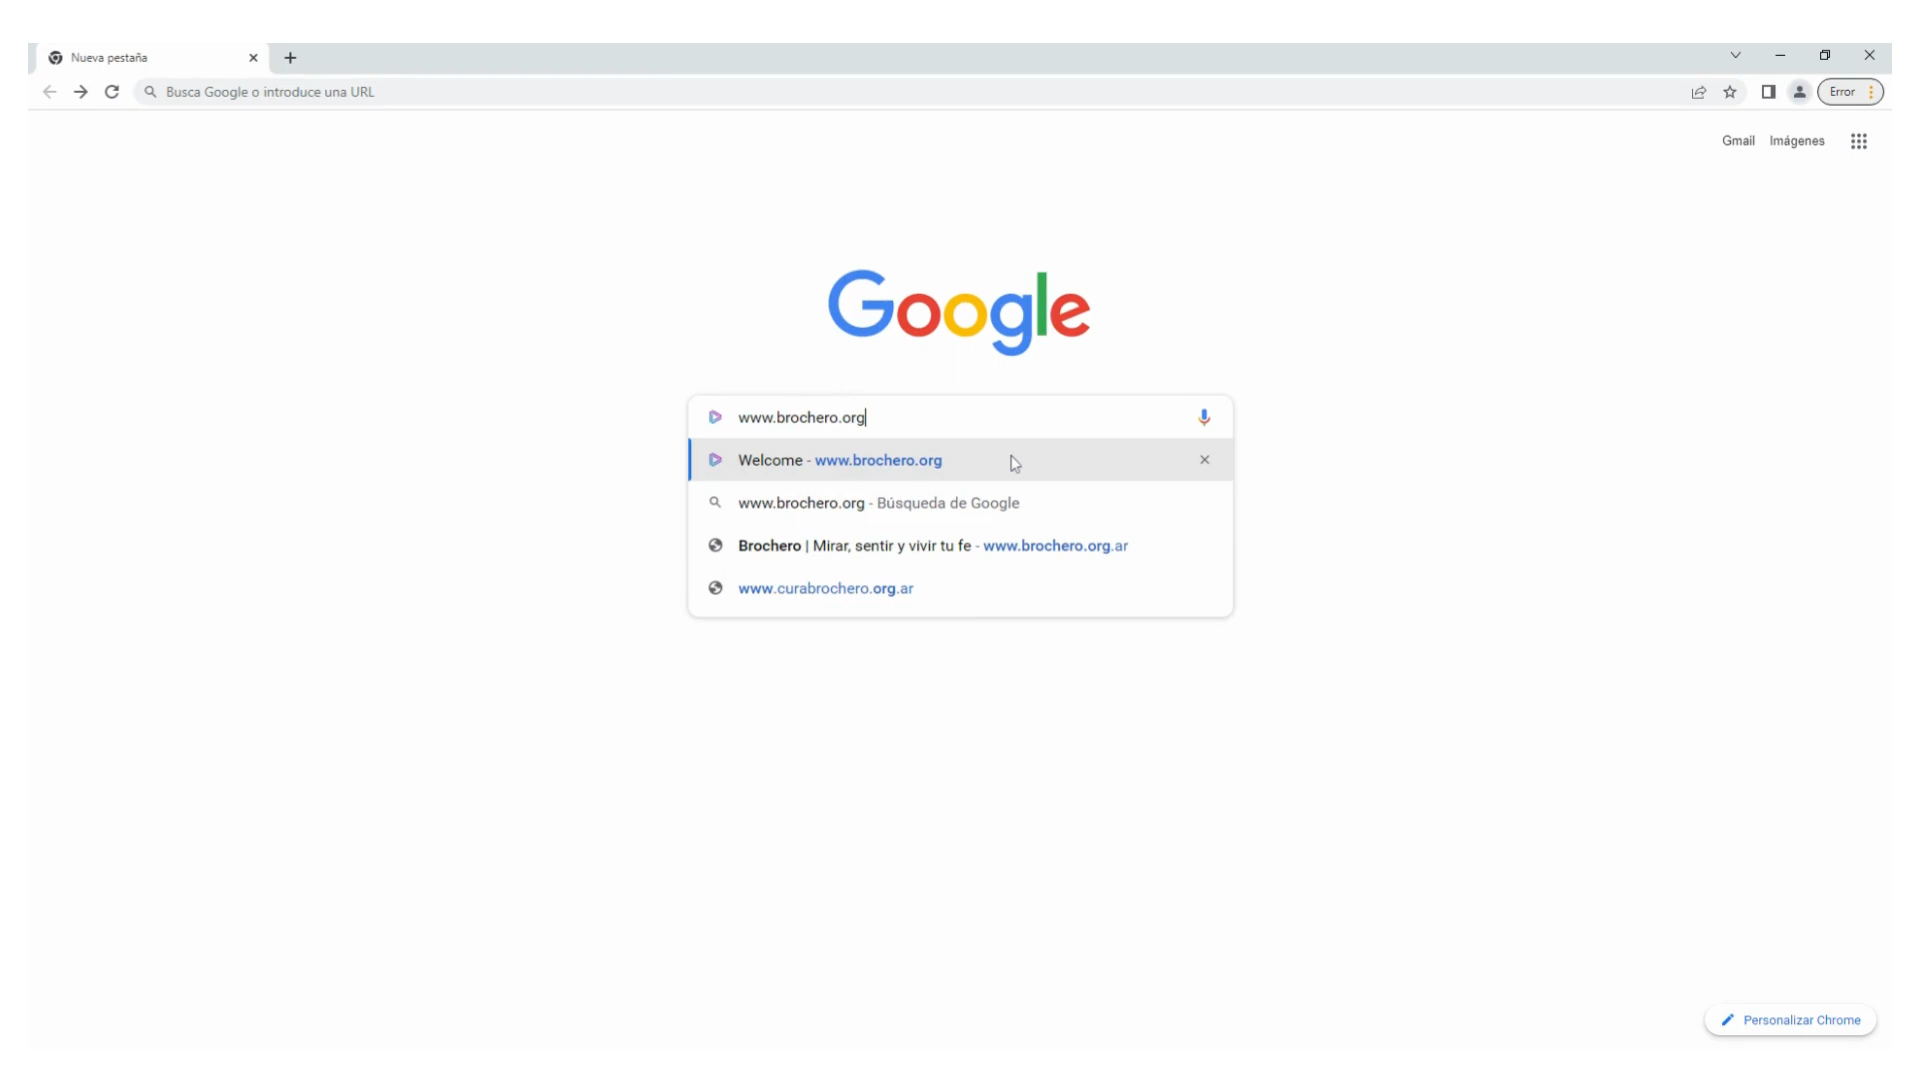 Nueva pestaña
Busca Google o introduce una URL
Error
Gmail Imágenes
Google
www.brochero.org
Welcome - www.brochero.org
www.brochero.org - Búsqueda de Google
Brochero | Mirar, sentir y vivir tu fe - www.brochero.org.ar
www.curabrochero.org.ar
Personalizar Chrome